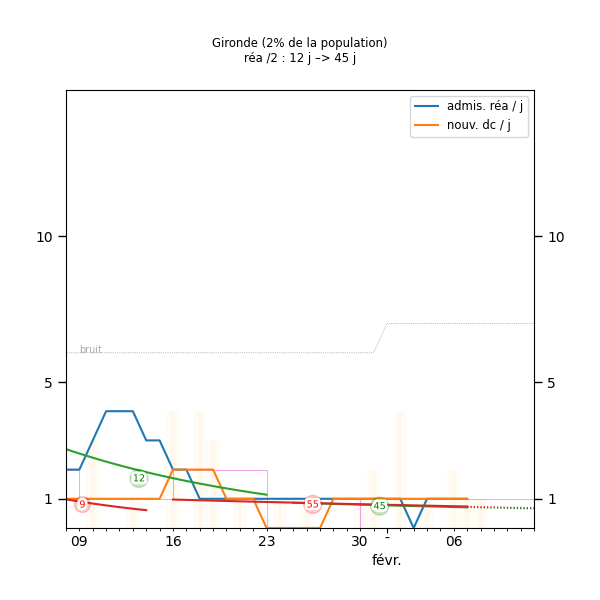 Gironde (2% de la population)
réa /2 : 12 j –> 45 j
admis. réa / j
nouv. dc / j
10 10
bruit
5 5
12
9 55 45
1 1
09 16 23 30 06
févr.